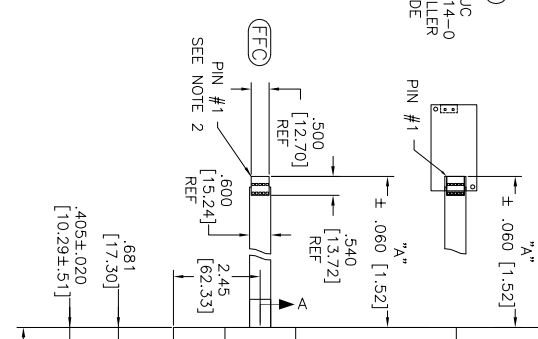 JC
14-0
LLER
DE
PIN #1
"A"
± .060 [1.52]
FFC
PIN #1
SEE NOTE 2
.500
[12.70]
REF
.600
[15.24]
REF
.540
[13.72]
REF
"A"
± .060 [1.52]
2.45
[62.33]
A
.681
[17.30]
.405±.020
[10.29±.51]